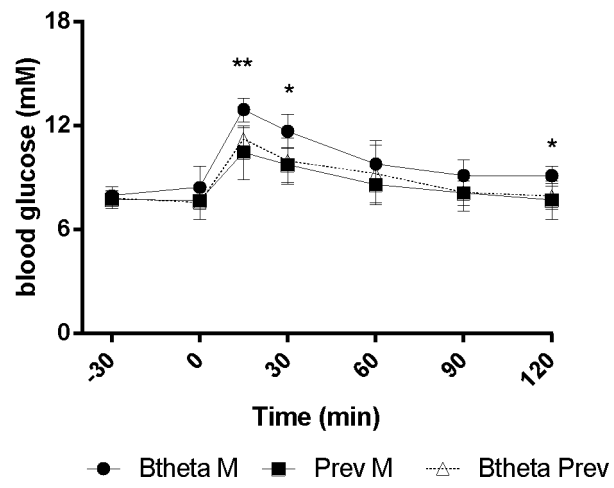 18
**
*
12
*
6
0
blood glucose (mM)
-30 0 30 60 90 120
Time (min)
Btheta M Prev M Btheta Prev